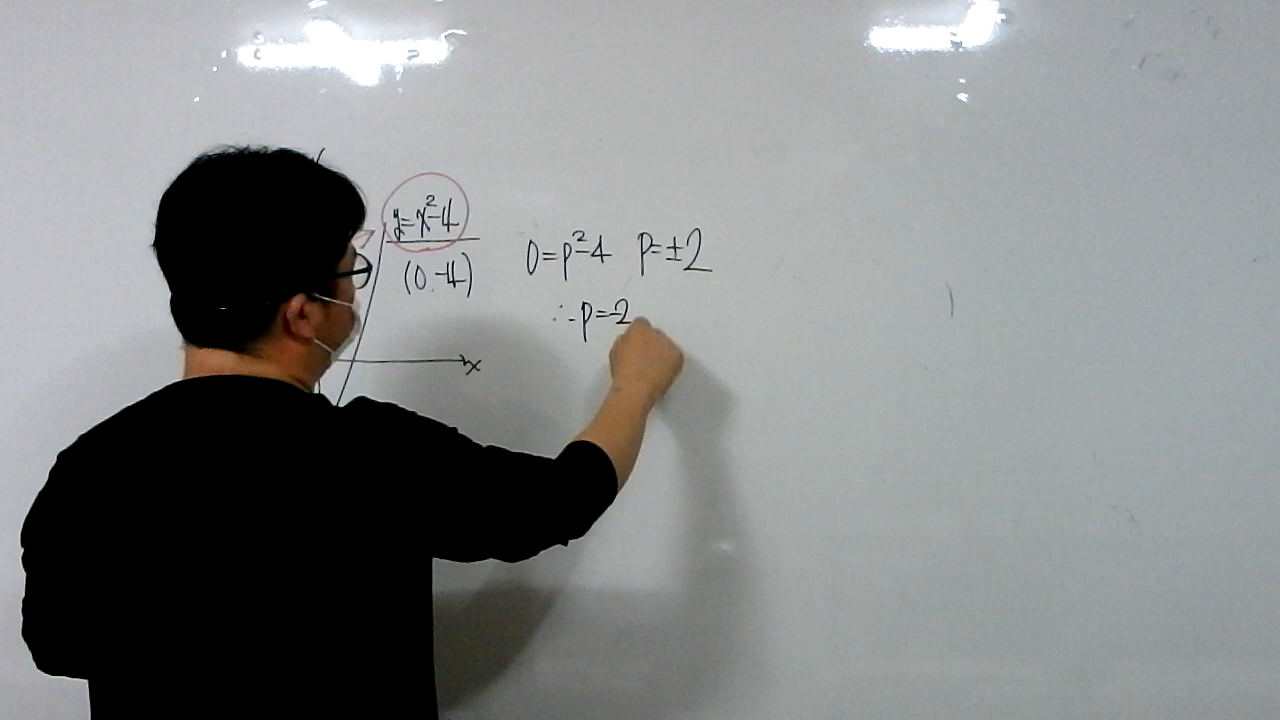 y=x²-4
(0.-4)
x
0=p²-4 p=±2
∴p=-2